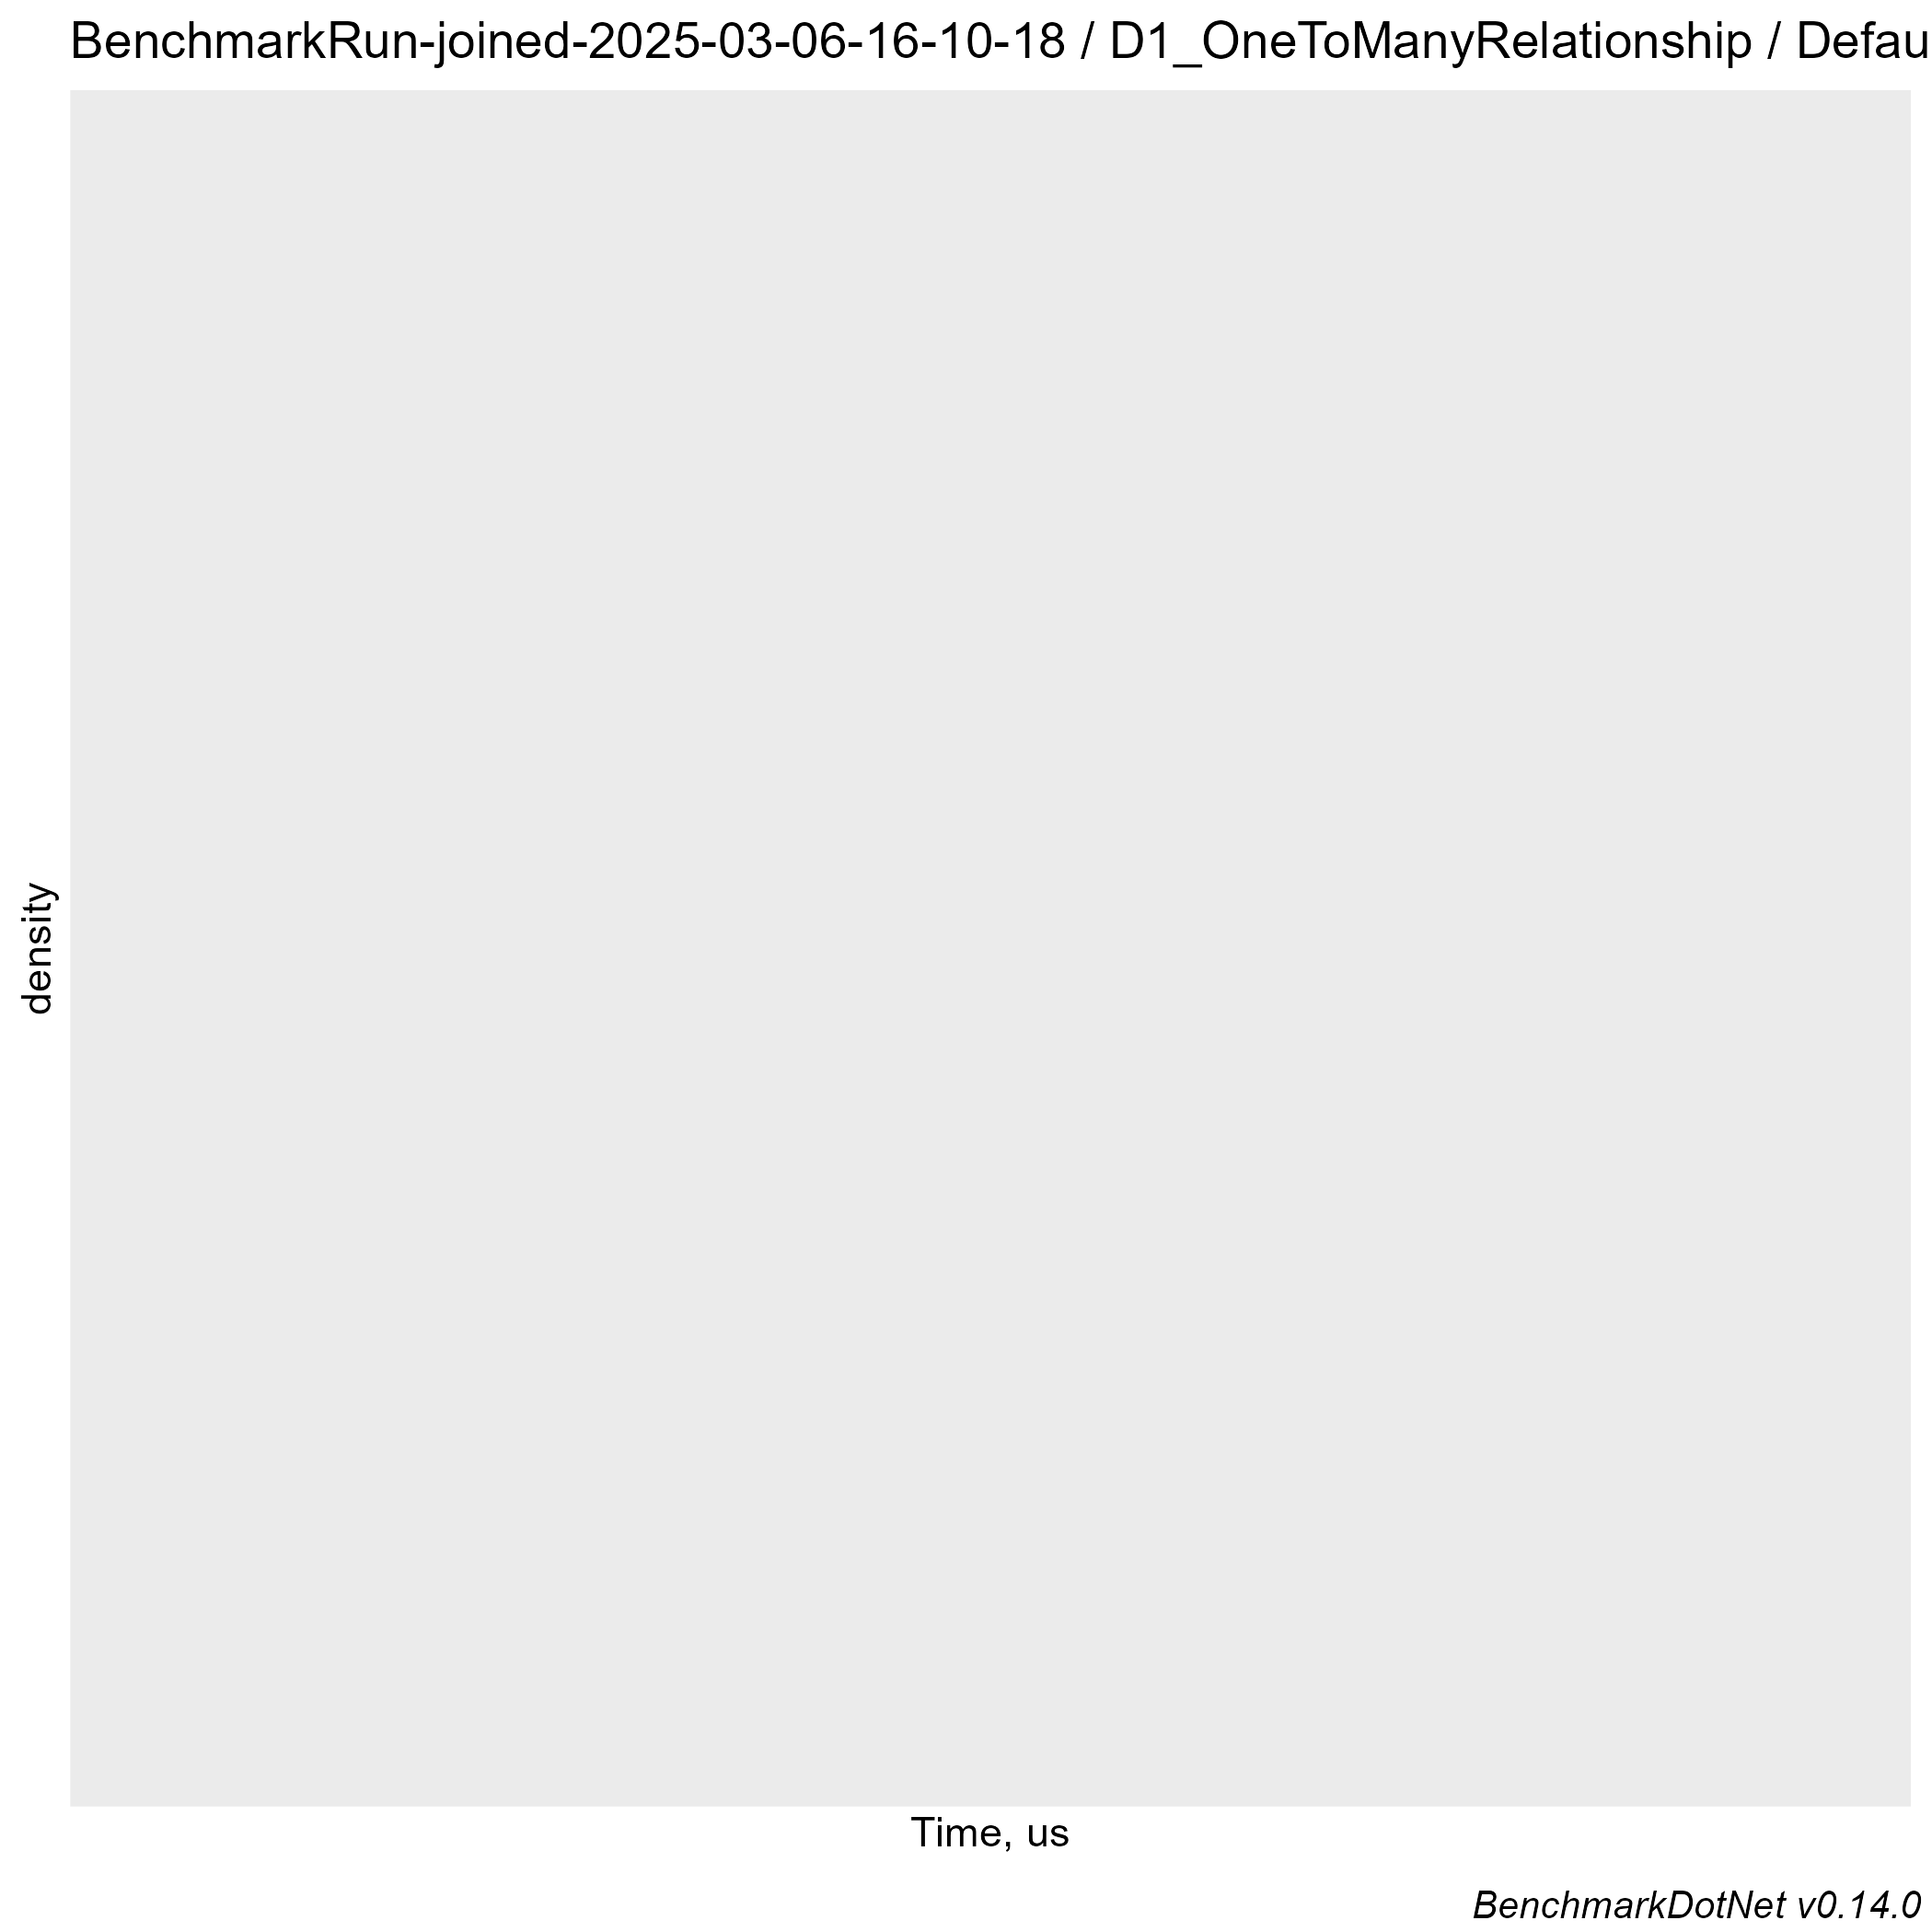 BenchmarkRun-joined-2025-03-06-16-10-18 / D1_OneToManyRelationship / Defau
density
Time, us
BenchmarkDotNet v0.14.0